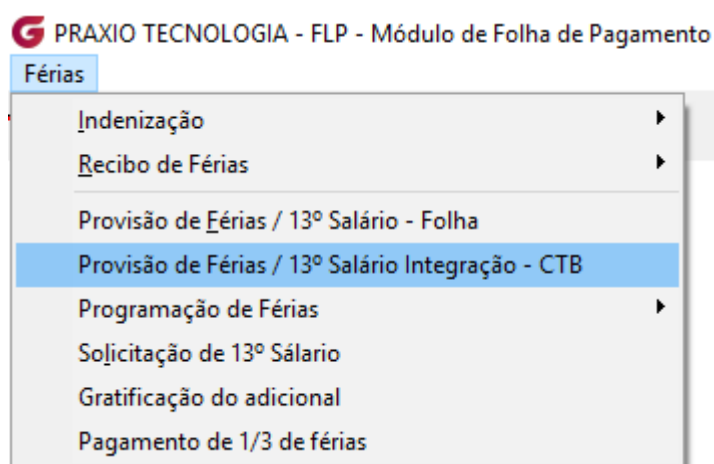 PRAXIO TECNOLOGIA - FLP - Módulo de Folha de Pagamento
Férias
Indenização
Recibo de Férias
Provisão de Férias / 13º Salário - Folha
Provisão de Férias / 13º Salário Integração - CTB
Programação de Férias
Solicitação de 13º Sálario
Gratificação do adicional
Pagamento de 1/3 de férias